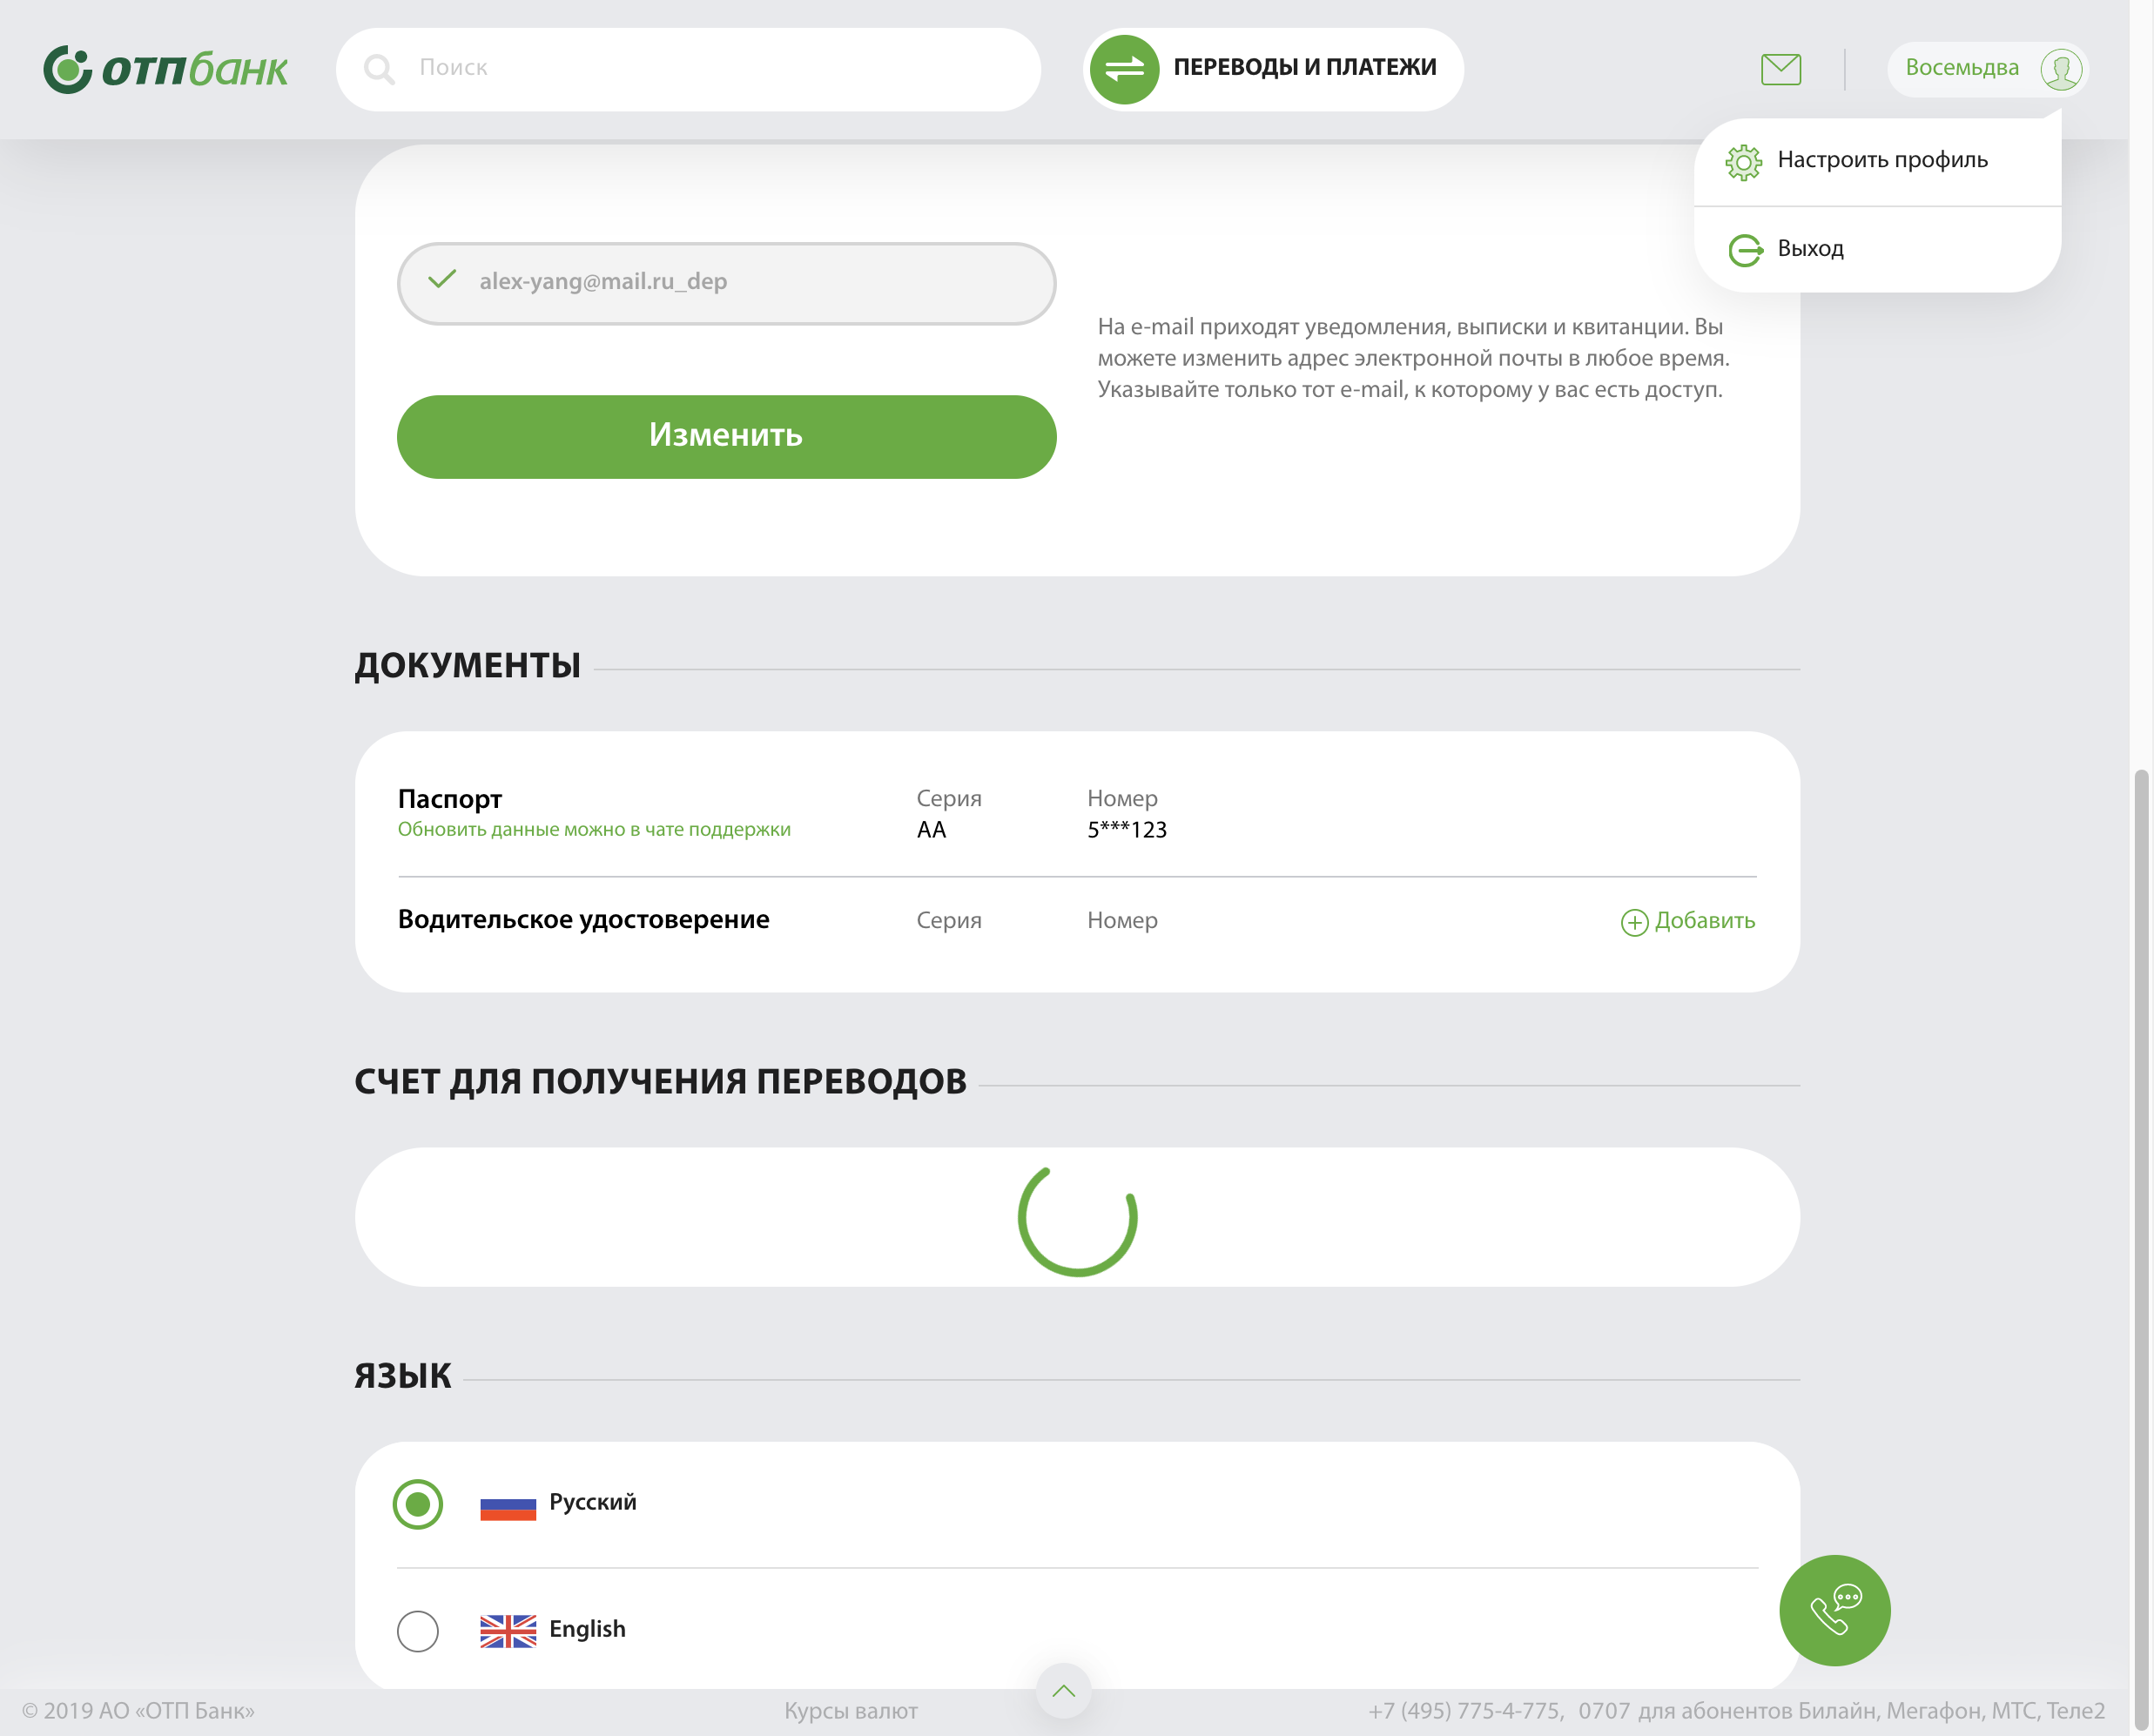 отпбанк
Поиск
ПЕРЕВОДЫ И ПЛАТЕЖИ
Восемьдва
Настроить профиль
Выход
alex-yang@mail.ru_dep
На e-mail приходят уведомления, выписки и квитанции. Вы
можете изменить адрес электронной почты в любое время.
Указывайте только тот e-mail, к которому у вас есть доступ.
Изменить
ДОКУМЕНТЫ
Паспорт
Обновить данные можно в чате поддержки
Серия
AA
Номер
5***123
Водительское удостоверение
Серия
Номер
Добавить
СЧЕТ ДЛЯ ПОЛУЧЕНИЯ ПЕРЕВОДОВ
ЯЗЫК
Русский
English
© 2019 АО «ОТП Банк»
Курсы валют
+7 (495) 775-4-775, 0707 для абонентов Билайн, Мегафон, МТС, Теле2